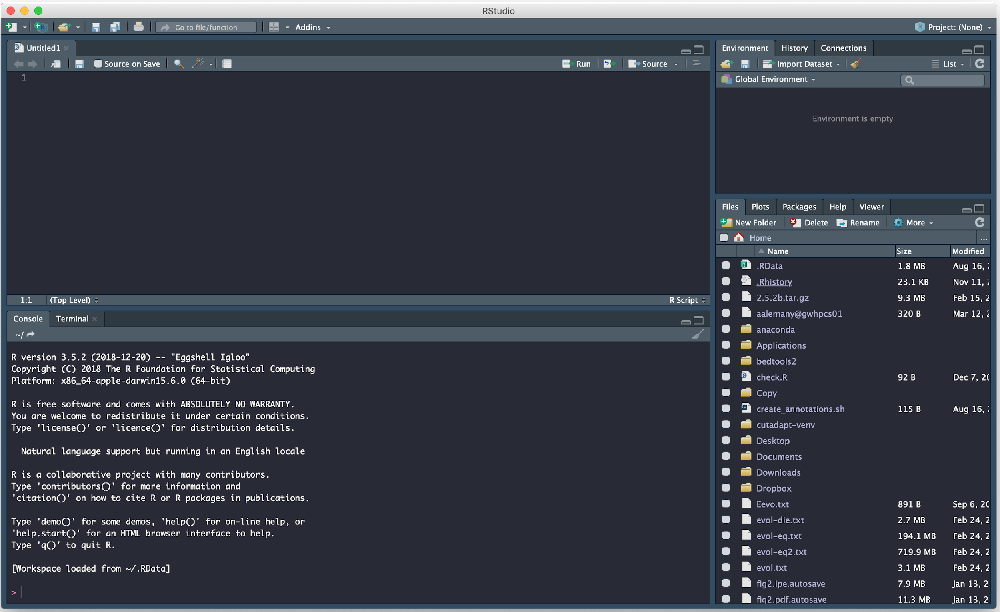 RStudio
Go to file/function Addins Project: (None)
Untitled1
Source on Save Run Source
1
1:1 (Top Level) R Script
Console Terminal
~/
R version 3.5.2 (2018-12-20) -- "Eggshell Igloo"
Copyright (C) 2018 The R Foundation for Statistical Computing
Platform: x86_64-apple-darwin15.6.0 (64-bit)
R is free software and comes with ABSOLUTELY NO WARRANTY.
You are welcome to redistribute it under certain conditions.
Type 'license()' or 'licence()' for distribution details.
Natural language support but running in an English locale
R is a collaborative project with many contributors.
Type 'contributors()' for more information and
'citation()' on how to cite R or R packages in publications.
Type 'demo()' for some demos, 'help()' for on-line help, or
'help.start()' for an HTML browser interface to help.
Type 'q()' to quit R.
[Workspace loaded from ~/.RData]
>
Environment History Connections
Import Dataset List
Global Environment
Environment is empty
Files Plots Packages Help Viewer
New Folder Delete Rename More
Home ...
Name Size Modified
.RData 1.8 MB Aug 16,
.Rhistory 23.1 KB Nov 11,
2.5.2b.tar.gz 9.3 MB Feb 15, 2
aalemany@gwhpcs01 320 B Mar 12,
anaconda
Applications
bedtools2
check.R 92 B Dec 7, 20
Copy
create_annotations.sh 115 B Aug 16,
cutadapt-venv
Desktop
Documents
Downloads
Dropbox
Eevo.txt 891 B Sep 6, 20
evol-die.txt 2.7 MB Feb 24, 2
evol-eq.txt 194.1 MB Feb 24, 2
evol-eq2.txt 719.9 MB Feb 24, 2
evol.txt 3.1 MB Feb 24, 2
fig2.ipe.autosave 7.9 MB Jan 13, 2
fig2.pdf.autosave 11.3 MB Jan 13, 2